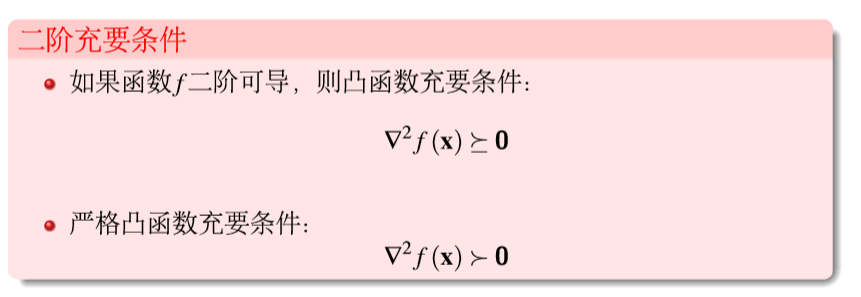 二阶充要条件
如果函数f二阶可导，则凸函数充要条件：
∇²f(x) ⪰ 0
严格凸函数充要条件：
∇²f(x) ≻ 0